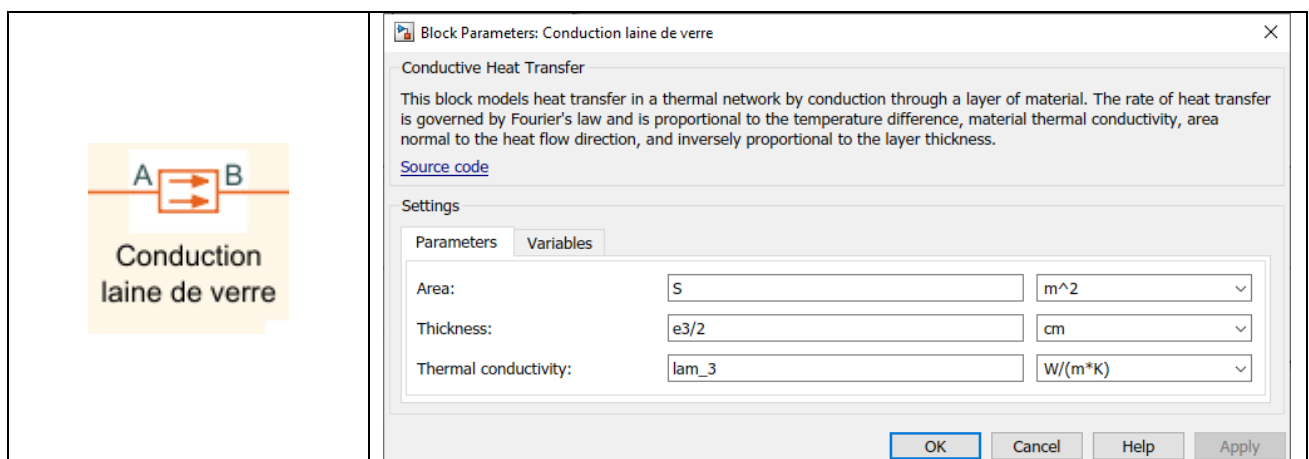 A B
Conduction
laine de verre
Block Parameters: Conduction laine de verre
Conductive Heat Transfer
This block models heat transfer in a thermal network by conduction through a layer of material. The rate of heat transfer
is governed by Fourier's law and is proportional to the temperature difference, material thermal conductivity, area
normal to the heat flow direction, and inversely proportional to the layer thickness.
Source code
Settings
Parameters Variables
Area: S m^2
Thickness: e3/2 cm
Thermal conductivity: lam_3 W/(m*K)
OK Cancel Help Apply